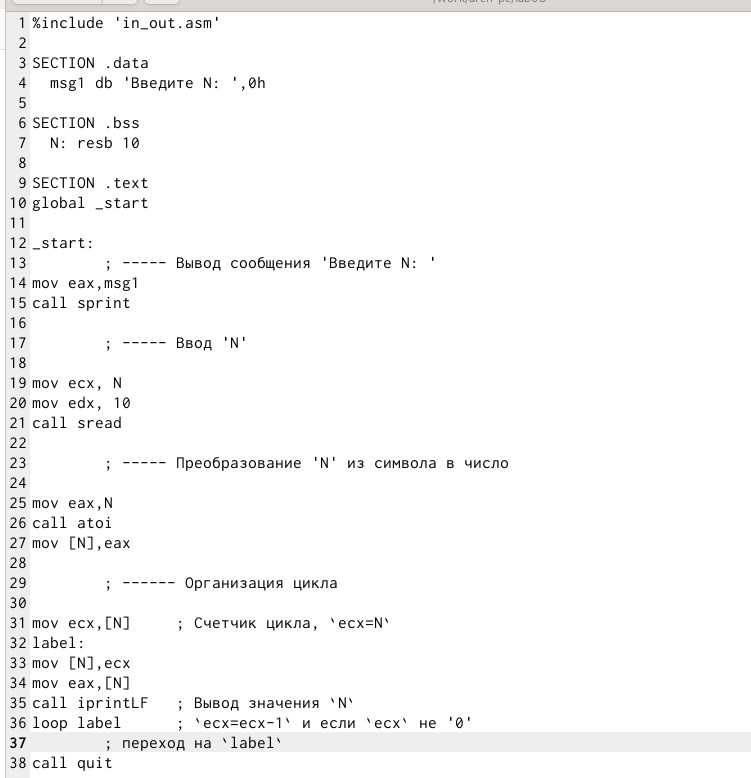 1 %include 'in_out.asm'
2
3 SECTION .data
4   msg1 db 'Введите N: ',0h
5
6 SECTION .bss
7   N: resb 10
8
9 SECTION .text
10 global _start
11
12 _start:
13         ; ----- Вывод сообщения 'Введите N: '
14 mov eax,msg1
15 call sprint
16
17         ; ----- Ввод 'N'
18
19 mov ecx, N
20 mov edx, 10
21 call sread
22
23         ; ----- Преобразование 'N' из символа в число
24
25 mov eax,N
26 call atoi
27 mov [N],eax
28
29         ; ------ Организация цикла
30
31 mov ecx,[N]     ; Счетчик цикла, `ecx=N`
32 label:
33 mov [N],ecx
34 mov eax,[N]
35 call iprintLF   ; Вывод значения `N`
36 loop label      ; `ecx=ecx-1` и если `ecx` не '0'
37         ; переход на `label`
38 call quit